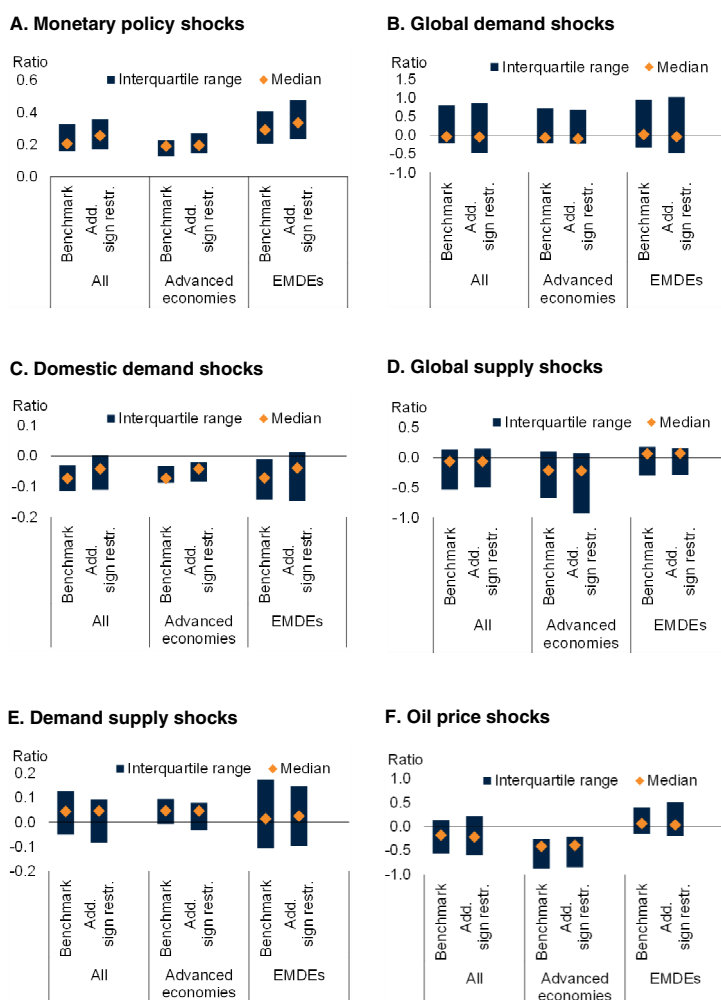 A. Monetary policy shocks
Ratio
Interquartile range Median
0.6
0.4
0.2
0.0
Benchmark
Add.
sign restr.
Benchmark
Add.
sign restr.
Benchmark
Add.
sign restr.
All
Advanced
economies
EMDEs
B. Global demand shocks
Ratio
Interquartile range Median
1.5
1.0
0.5
0.0
-0.5
-1.0
Benchmark
Add.
sign restr.
Benchmark
Add.
sign restr.
Benchmark
Add.
sign restr.
All
Advanced
economies
EMDEs
C. Domestic demand shocks
Ratio
Interquartile range Median
0.1
0.0
-0.1
-0.2
Benchmark
Add.
sign restr.
Benchmark
Add.
sign restr.
Benchmark
Add.
sign restr.
All
Advanced
economies
EMDEs
D. Global supply shocks
Ratio
Interquartile range Median
0.5
0.0
-0.5
-1.0
Benchmark
Add.
sign restr.
Benchmark
Add.
sign restr.
Benchmark
Add.
sign restr.
All
Advanced
economies
EMDEs
E. Demand supply shocks
Ratio
Interquartile range Median
0.2
0.1
0.0
-0.1
-0.2
Benchmark
Add.
sign restr.
Benchmark
Add.
sign restr.
Benchmark
Add.
sign restr.
All
Advanced
economies
EMDEs
F. Oil price shocks
Ratio
Interquartile range Median
1.0
0.5
0.0
-0.5
-1.0
Benchmark
Add.
sign restr.
Benchmark
Add.
sign restr.
Benchmark
Add.
sign restr.
All
Advanced
economies
EMDEs